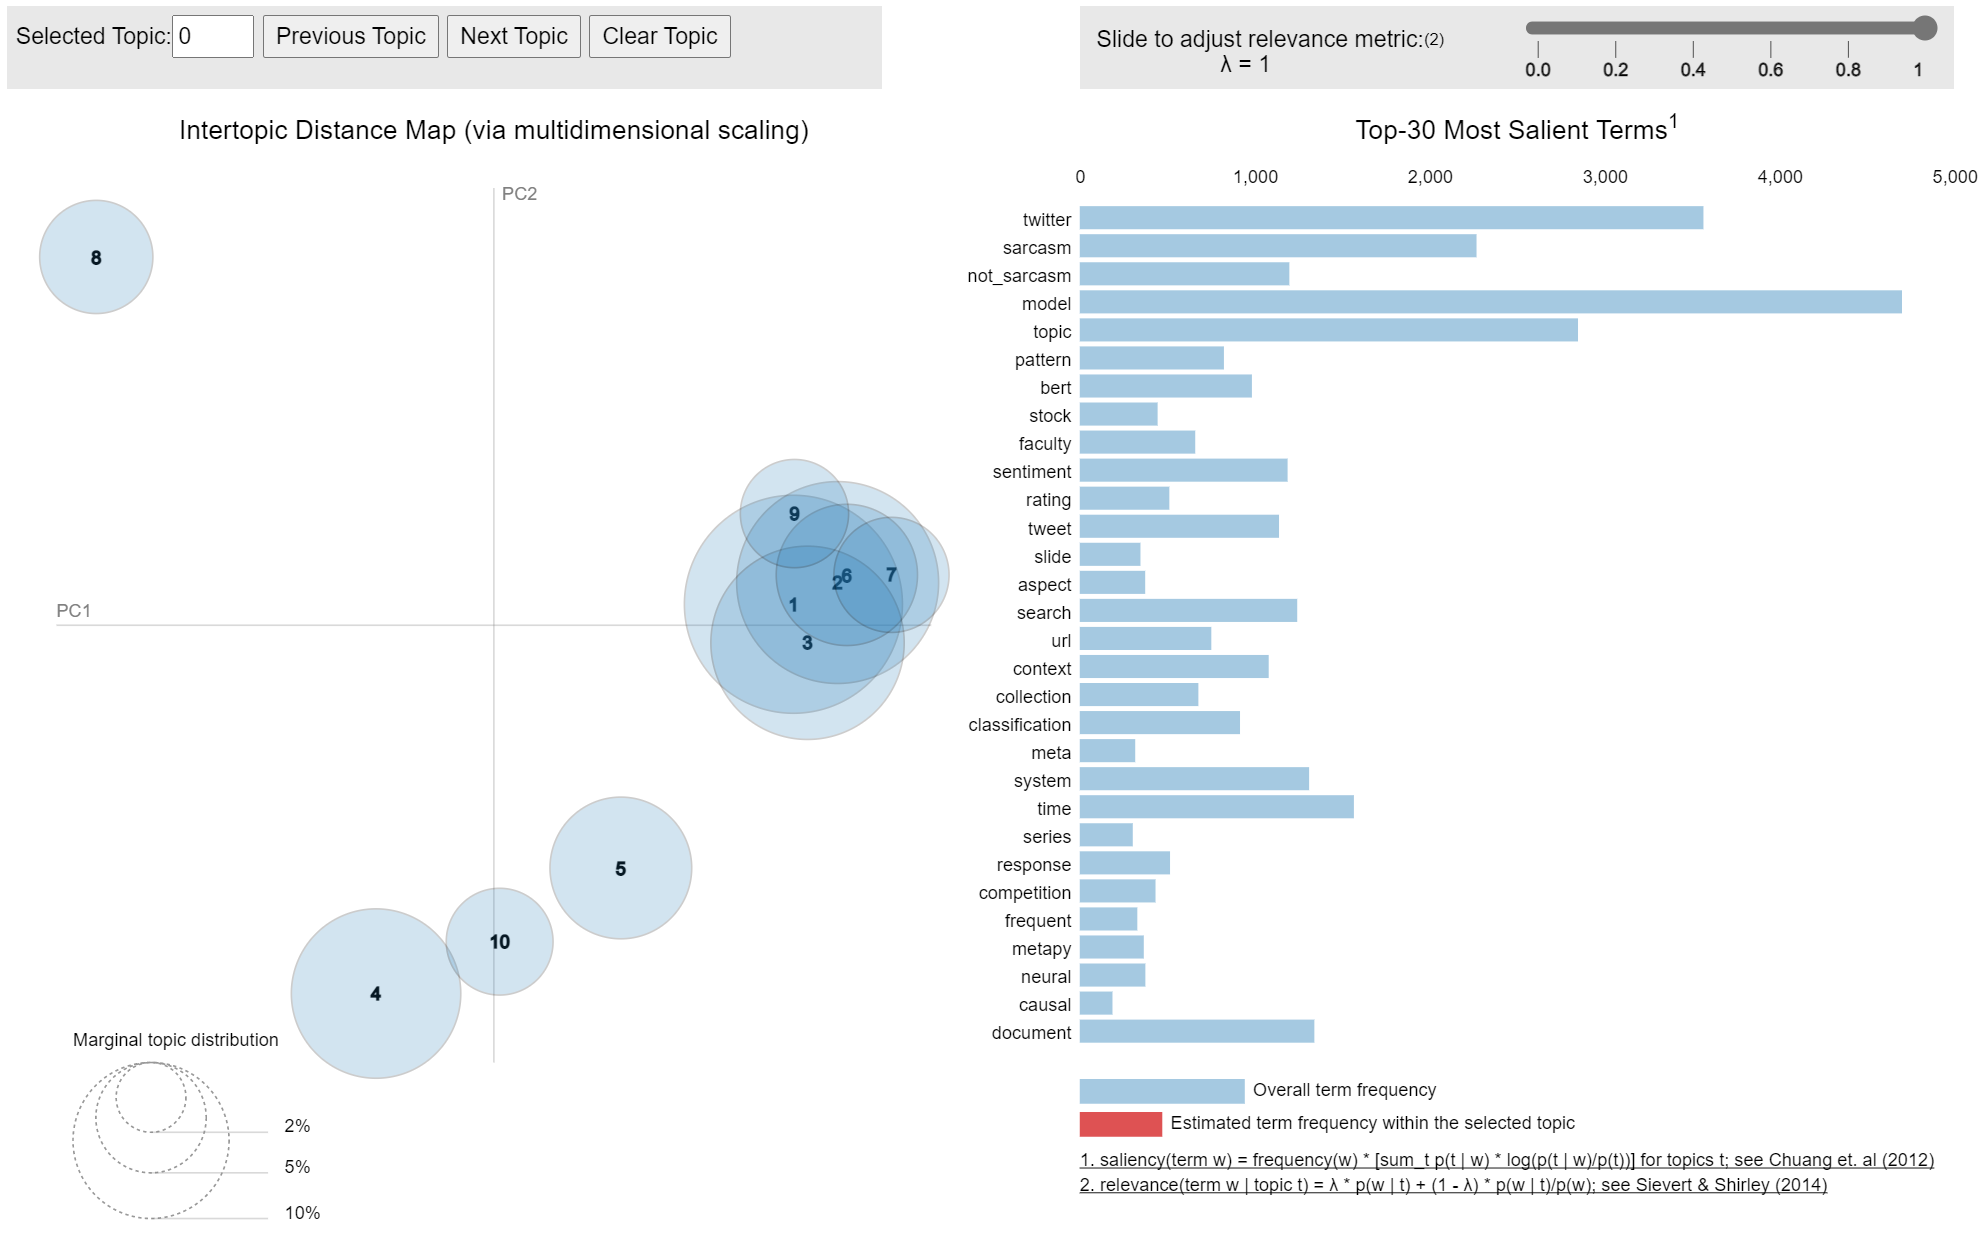 Selected Topic: 0 Previous Topic Next Topic Clear Topic
Slide to adjust relevance metric:(2)
λ = 1
0.0 0.2 0.4 0.6 0.8 1
Intertopic Distance Map (via multidimensional scaling)
PC2
PC1
8
9
2
6
7
1
3
5
10
4
Marginal topic distribution
2%
5%
10%
Top-30 Most Salient Terms1
0 1,000 2,000 3,000 4,000 5,000
twitter
sarcasm
not_sarcasm
model
topic
pattern
bert
stock
faculty
sentiment
rating
tweet
slide
aspect
search
url
context
collection
classification
meta
system
time
series
response
competition
frequent
metapy
neural
causal
document
Overall term frequency
Estimated term frequency within the selected topic
1. saliency(term w) = frequency(w) * [sum_t p(t | w) * log(p(t | w)/p(t))] for topics t; see Chuang et. al (2012)
2. relevance(term w | topic t) = λ * p(w | t) + (1 - λ) * p(w | t)/p(w); see Sievert & Shirley (2014)